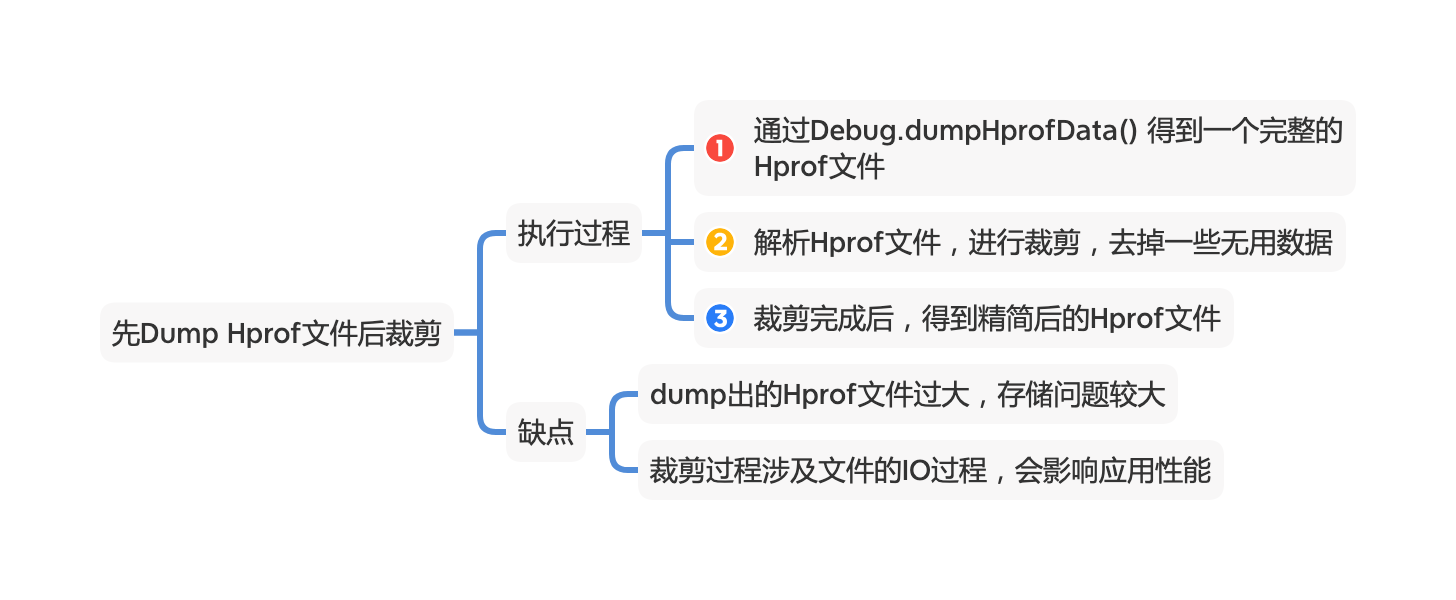 先Dump Hprof文件后裁剪
执行过程
1 通过Debug.dumpHprofData() 得到一个完整的
Hprof文件
2 解析Hprof文件，进行裁剪，去掉一些无用数据
3 裁剪完成后，得到精简后的Hprof文件
缺点
dump出的Hprof文件过大，存储问题较大
裁剪过程涉及文件的IO过程，会影响应用性能